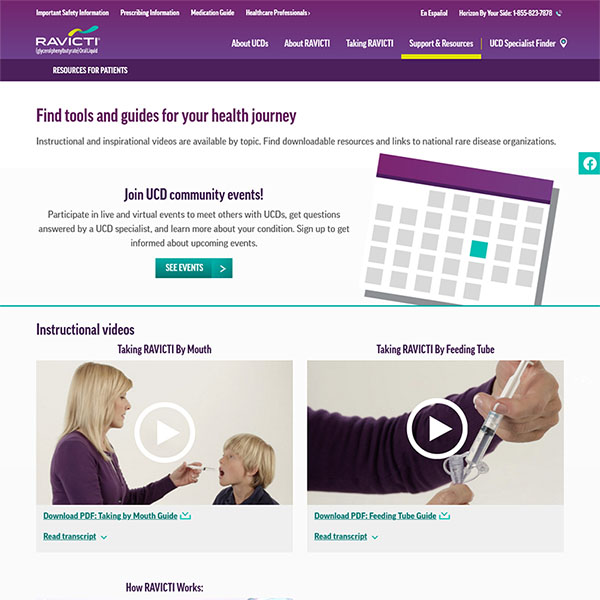 Important Safety Information Prescribing Information Medication Guide Healthcare Professionals › En Español Horizon By Your Side: 1-855-823-7878
RAVICTI®
(glycerol phenylbutyrate) Oral Liquid
About UCDs About RAVICTI Taking RAVICTI Support & Resources UCD Specialist Finder
RESOURCES FOR PATIENTS
Find tools and guides for your health journey
Instructional and inspirational videos are available by topic. Find downloadable resources and links to national rare disease organizations.
Join UCD community events!
Participate in live and virtual events to meet others with UCDs, get questions
answered by a UCD specialist, and learn more about your condition. Sign up to get
informed about upcoming events.
SEE EVENTS
Instructional videos
Taking RAVICTI By Mouth Taking RAVICTI By Feeding Tube
Download PDF: Taking by Mouth Guide Download PDF: Feeding Tube Guide
Read transcript Read transcript
How RAVICTI Works: